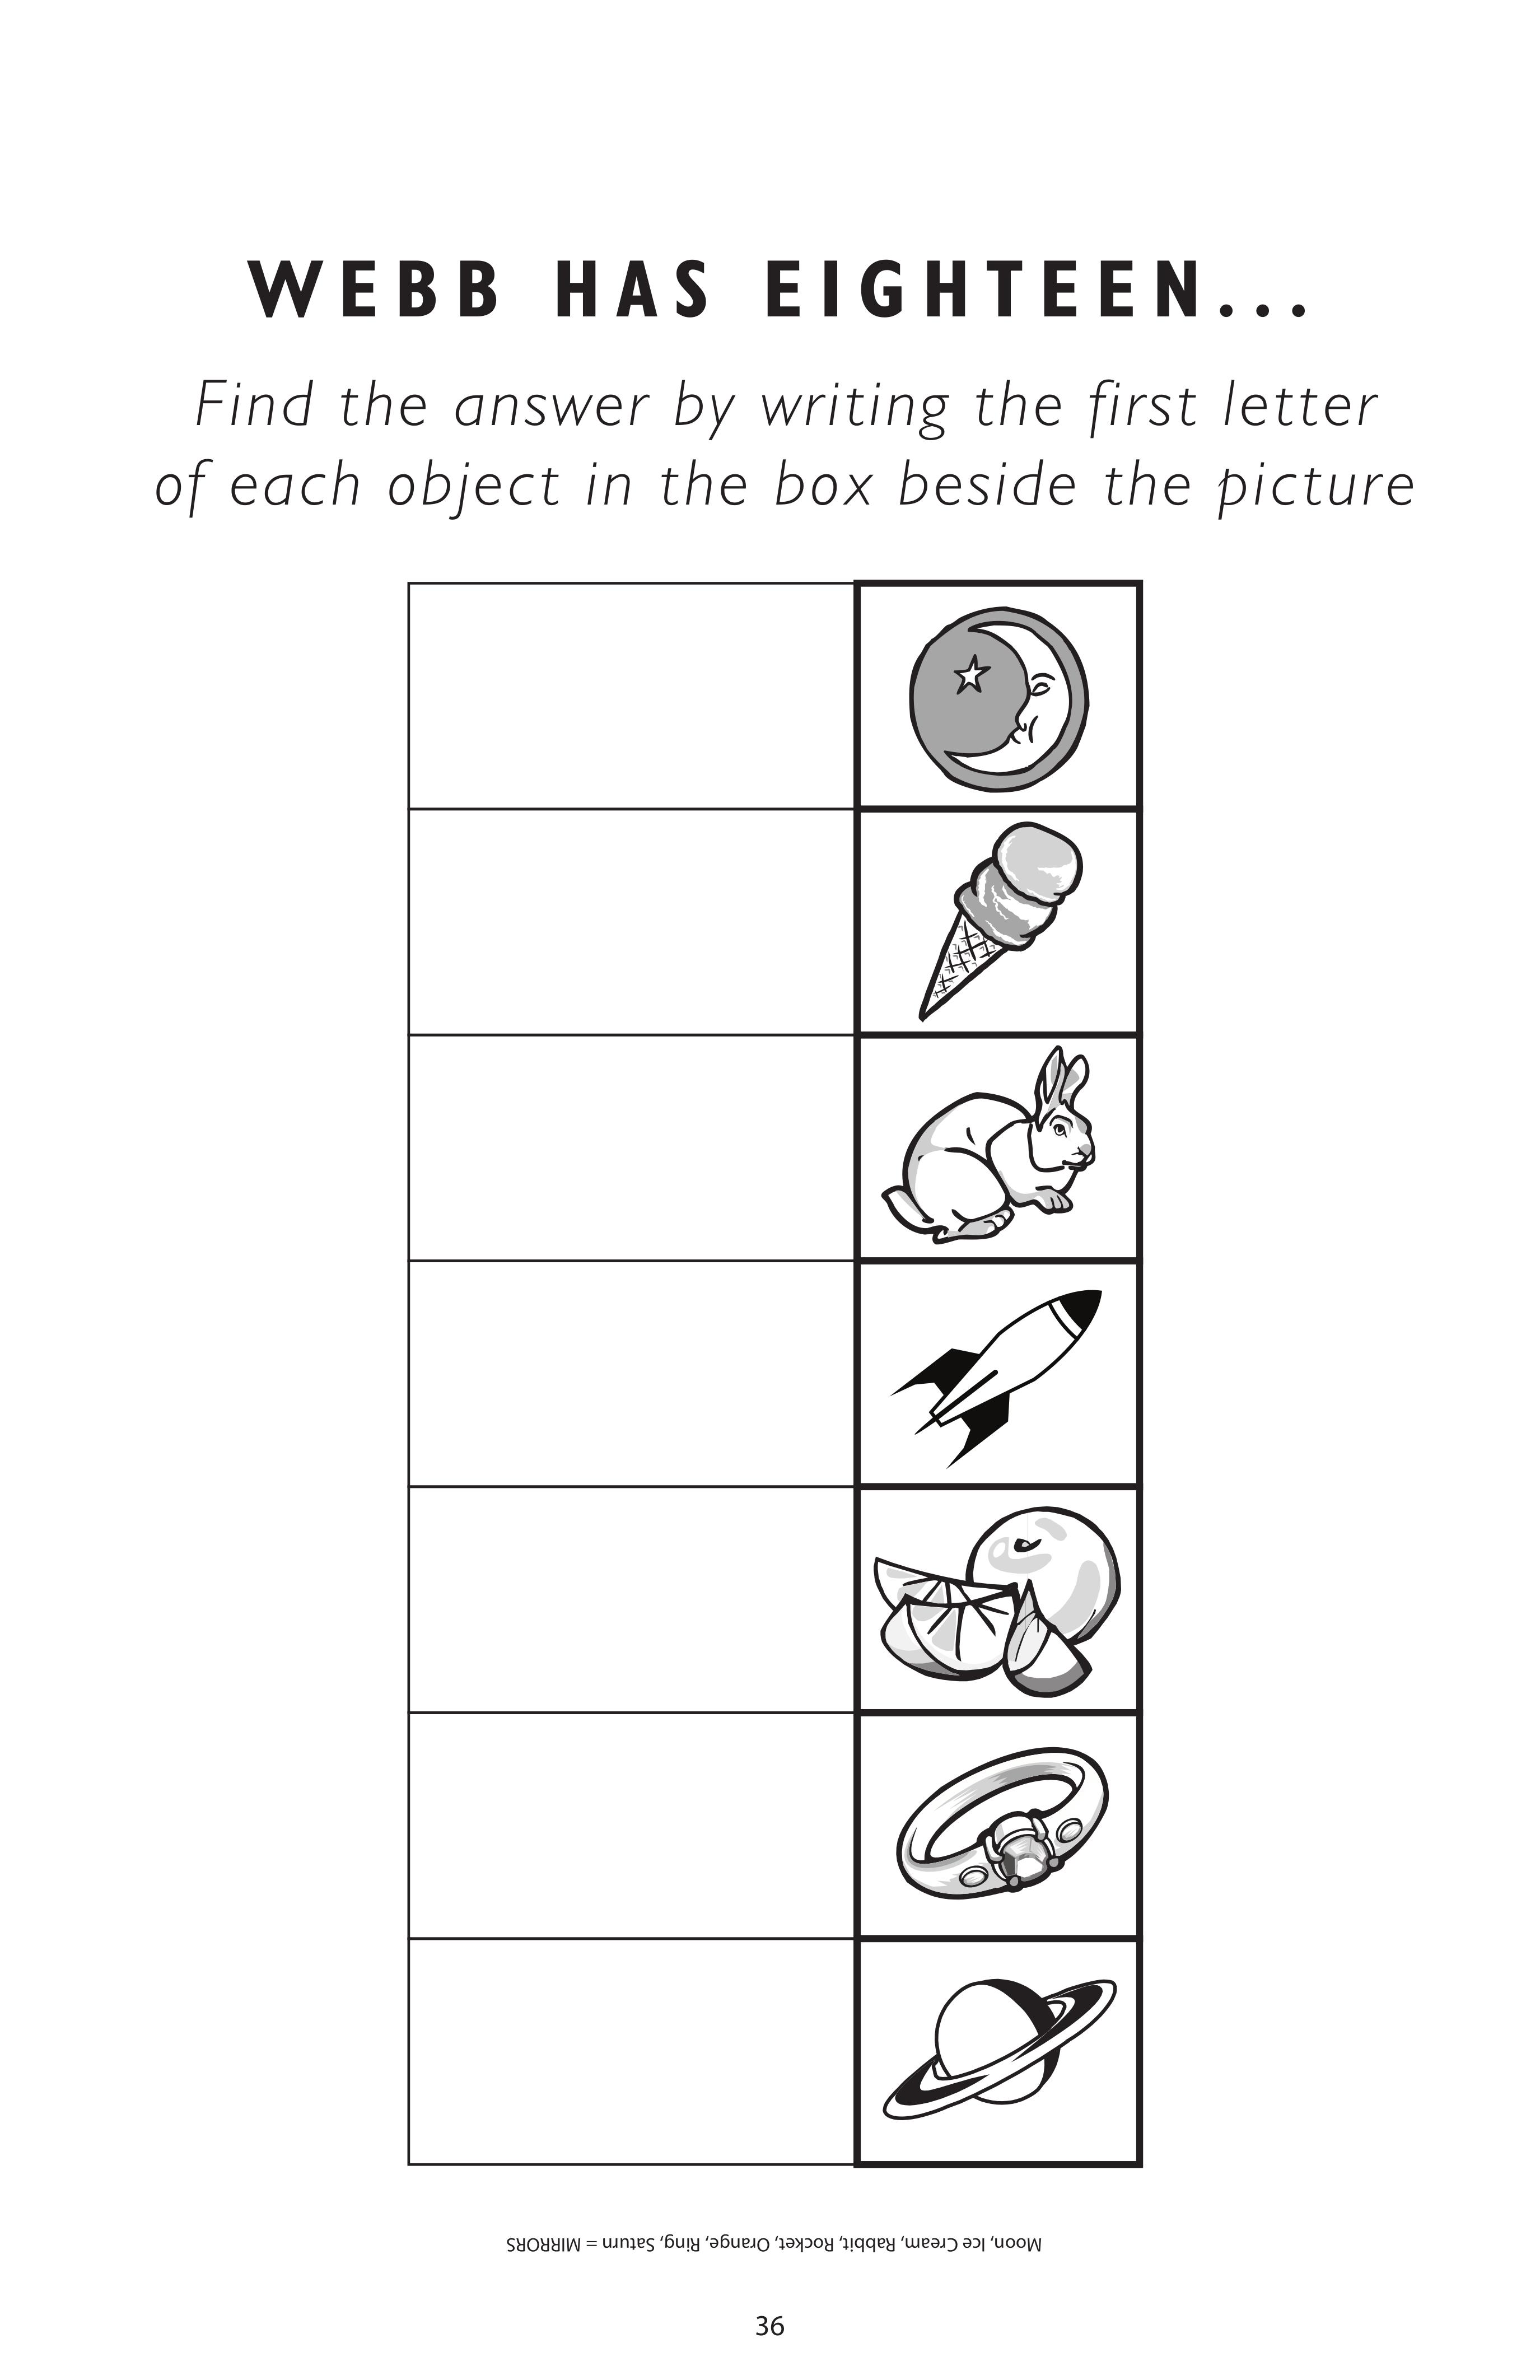 WEBB HAS EIGHTEEN...
Find the answer by writing the first letter
of each object in the box beside the picture
Moon, Ice Cream, Rabbit, Rocket, Orange, Ring, Saturn = MIRRORS
36